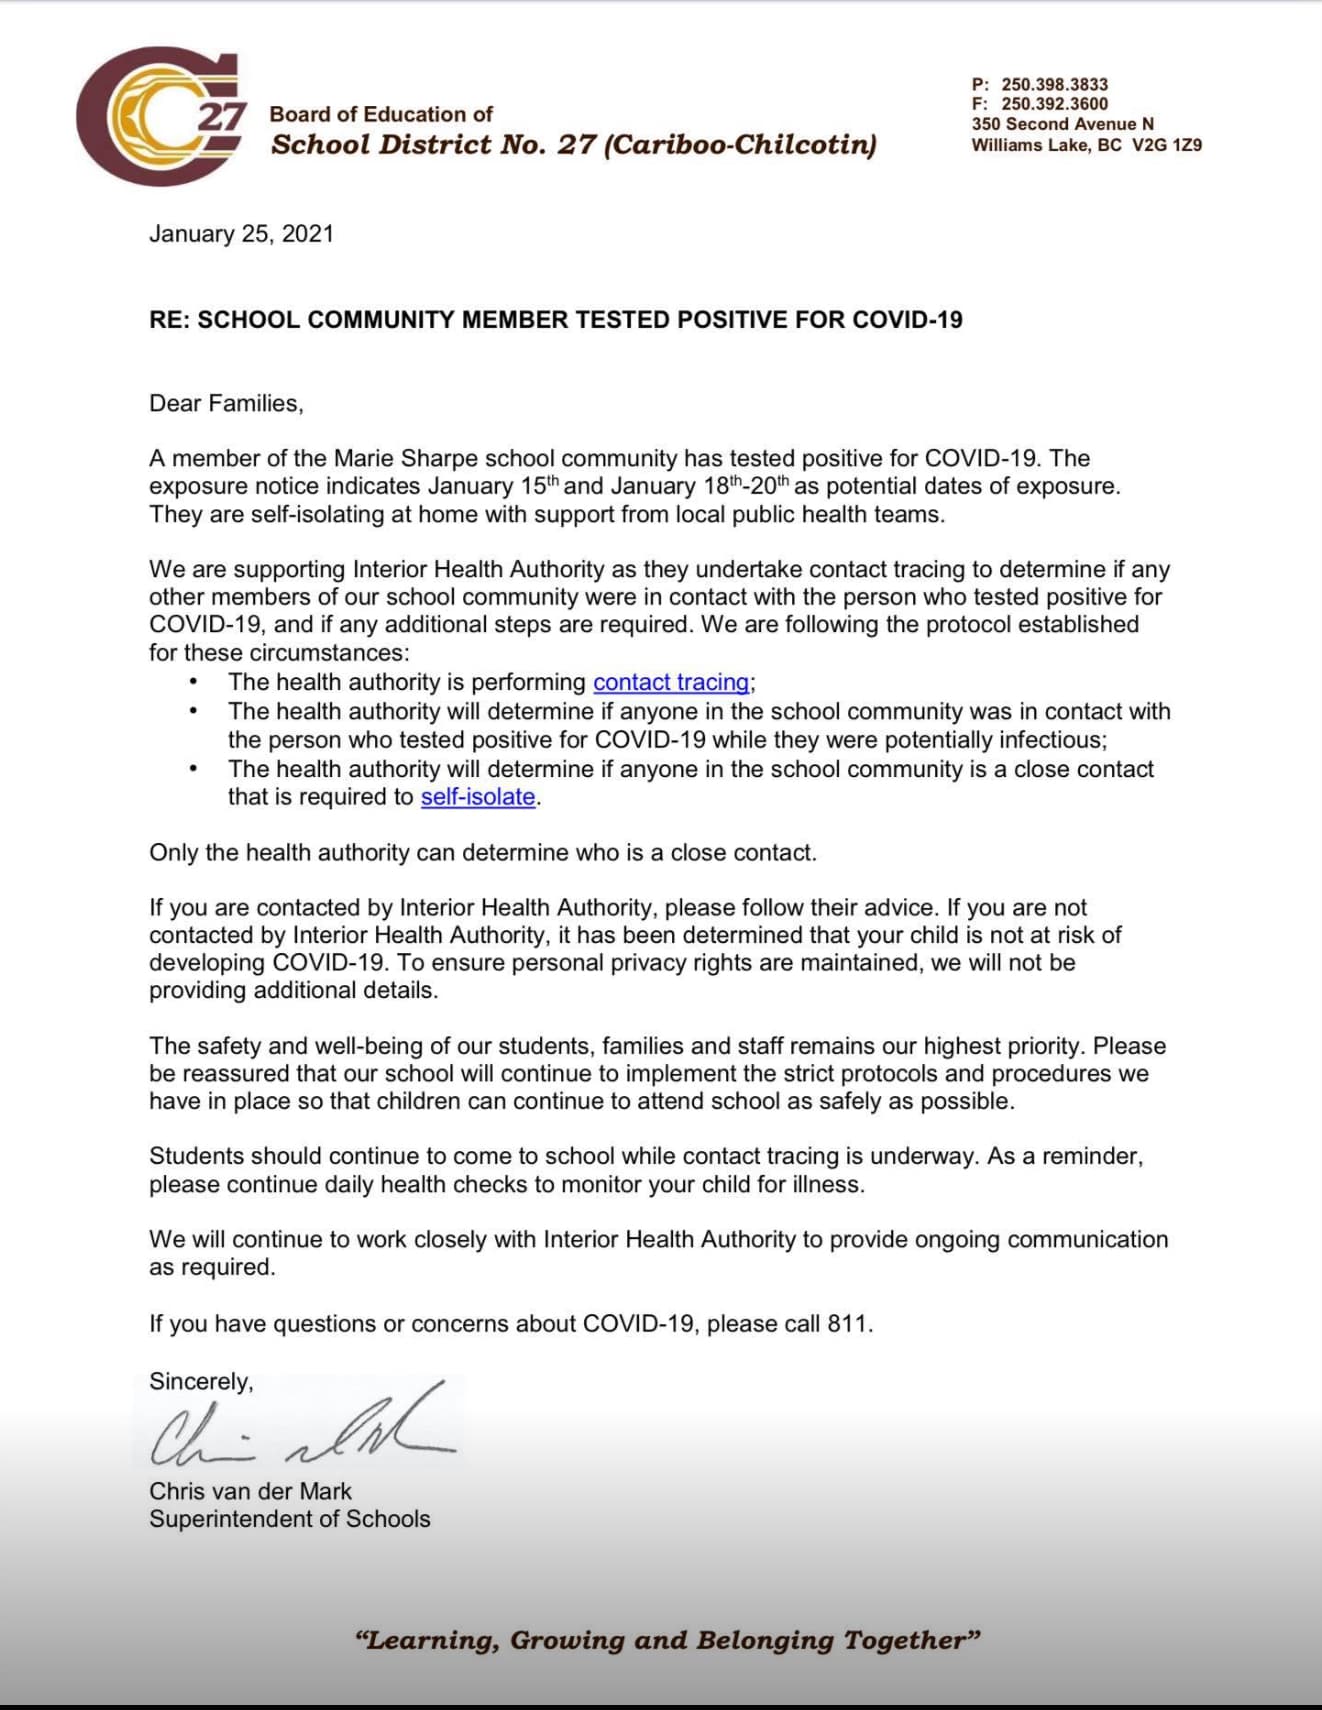 27
Board of Education of
School District No. 27 (Cariboo-Chilcotin)
P: 250.398.3833
F: 250.392.3600
350 Second Avenue N
Williams Lake, BC V2G 1Z9
January 25, 2021
RE: SCHOOL COMMUNITY MEMBER TESTED POSITIVE FOR COVID-19
Dear Families,
A member of the Marie Sharpe school community has tested positive for COVID-19. The
exposure notice indicates January 15th and January 18th-20th as potential dates of exposure.
They are self-isolating at home with support from local public health teams.
We are supporting Interior Health Authority as they undertake contact tracing to determine if any
other members of our school community were in contact with the person who tested positive for
COVID-19, and if any additional steps are required. We are following the protocol established
for these circumstances:
• The health authority is performing contact tracing;
• The health authority will determine if anyone in the school community was in contact with
the person who tested positive for COVID-19 while they were potentially infectious;
• The health authority will determine if anyone in the school community is a close contact
that is required to self-isolate.
Only the health authority can determine who is a close contact.
If you are contacted by Interior Health Authority, please follow their advice. If you are not
contacted by Interior Health Authority, it has been determined that your child is not at risk of
developing COVID-19. To ensure personal privacy rights are maintained, we will not be
providing additional details.
The safety and well-being of our students, families and staff remains our highest priority. Please
be reassured that our school will continue to implement the strict protocols and procedures we
have in place so that children can continue to attend school as safely as possible.
Students should continue to come to school while contact tracing is underway. As a reminder,
please continue daily health checks to monitor your child for illness.
We will continue to work closely with Interior Health Authority to provide ongoing communication
as required.
If you have questions or concerns about COVID-19, please call 811.
Sincerely,
Chris van der Mark
Superintendent of Schools
“Learning, Growing and Belonging Together”